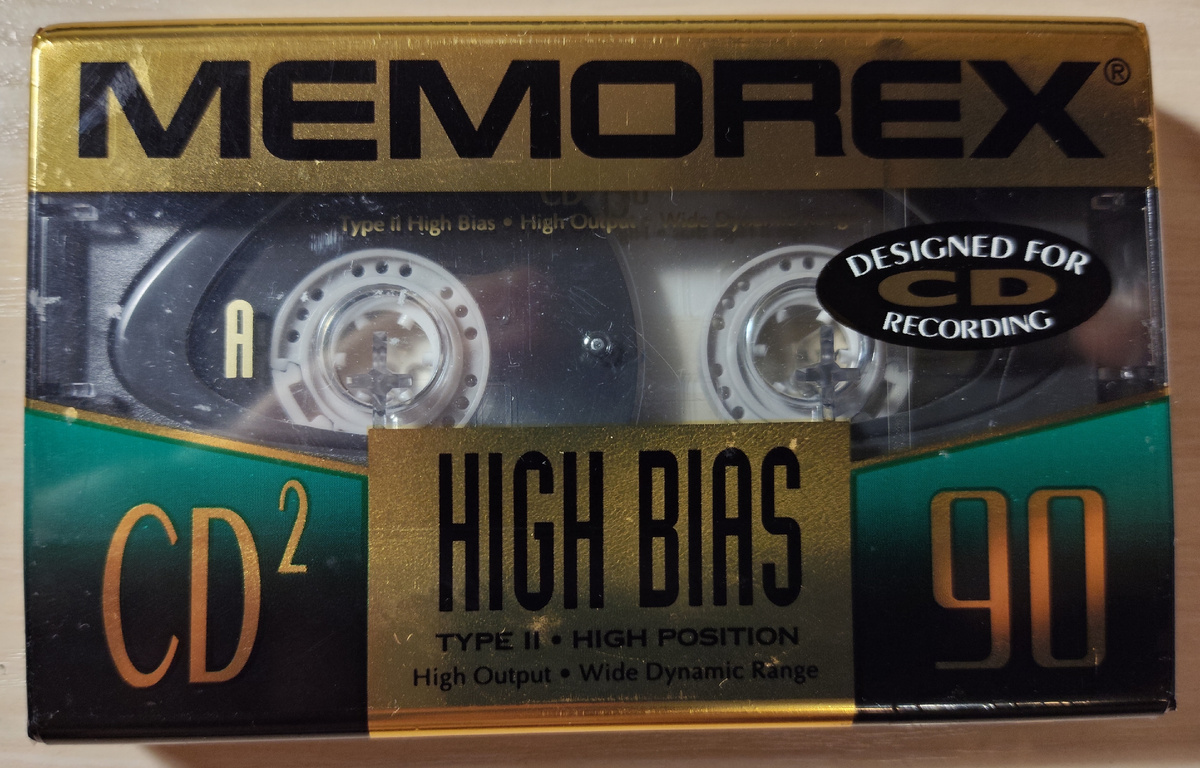 MEMOREX®
Type II High Bias • High Output • Wide Dynamic
DESIGNED FOR
CD
RECORDING
A
HIGH BIAS
CD²
90
TYPE II • HIGH POSITION
High Output • Wide Dynamic Range